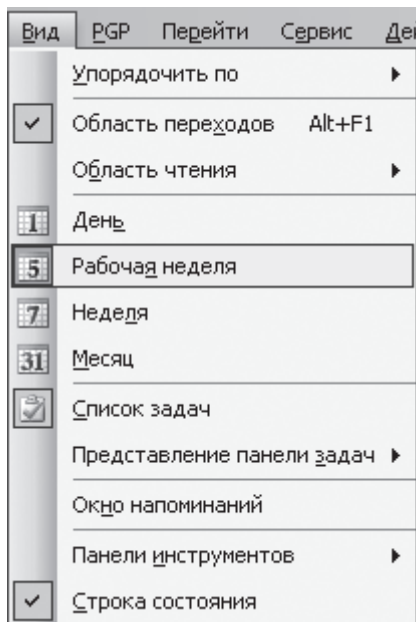 Вид PGP Перейти Сервис
Упорядочить по
Область переходов Alt+F1
Область чтения
1 День
5 Рабочая неделя
7 Неделя
31 Месяц
Список задач
Представление панели задач
Окно напоминаний
Панели инструментов
Строка состояния